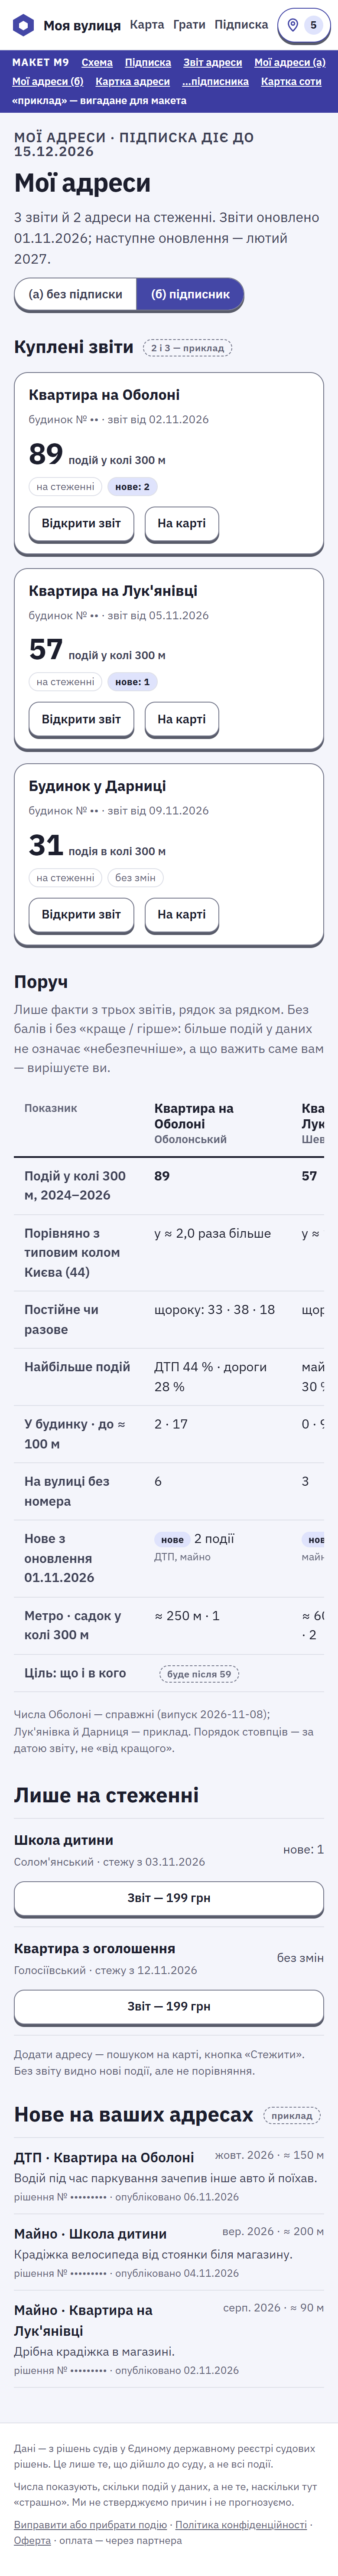 Моя вулиця Карта Грати Підписка 5
МАКЕТ М9 Схема Підписка Звіт адреси Мої адреси (а)
Мої адреси (б) Картка адреси …підписника Картка соти
«приклад» — вигадане для макета
МОЇ АДРЕСИ · ПІДПИСКА ДІЄ ДО
15.12.2026
Мої адреси
3 звіти й 2 адреси на стеженні. Звіти оновлено
01.11.2026; наступне оновлення — лютий
2027.
(а) без підписки (б) підписник
Куплені звіти 2 і 3 — приклад
Квартира на Оболоні
будинок № •• · звіт від 02.11.2026
89 подій у колі 300 м
на стеженні нове: 2
Відкрити звіт На карті
Квартира на Лук'янівці
будинок № •• · звіт від 05.11.2026
57 подій у колі 300 м
на стеженні нове: 1
Відкрити звіт На карті
Будинок у Дарниці
будинок № •• · звіт від 09.11.2026
31 подія в колі 300 м
на стеженні без змін
Відкрити звіт На карті
Поруч
Лише факти з трьох звітів, рядок за рядком. Без
балів і без «краще / гірше»: більше подій у даних
не означає «небезпечніше», а що важить саме вам
— вирішуєте ви.
Показник Квартира на Ква
Оболоні Лук
Оболонський Шев
Подій у колі 300 89 57
м, 2024–2026
Порівняно з у ≈ 2,0 раза більше у ≈
типовим колом
Києва (44)
Постійне чи щороку: 33 · 38 · 18 щор
разове
Найбільше подій ДТП 44 % · дороги май
28 % 30 %
У будинку · до ≈ 2 · 17 0 · 9
100 м
На вулиці без 6 3
номера
Нове з нове 2 події нов
оновлення ДТП, майно майн
01.11.2026
Метро · садок у ≈ 250 м · 1 ≈ 60
колі 300 м · 2
Ціль: що і в кого буде після 59
Числа Оболоні — справжні (випуск 2026-11-08);
Лук'янівка й Дарниця — приклад. Порядок стовпців — за
датою звіту, не «від кращого».
Лише на стеженні
Школа дитини
нове: 1
Солом'янський · стежу з 03.11.2026
Звіт — 199 грн
Квартира з оголошення
без змін
Голосіївський · стежу з 12.11.2026
Звіт — 199 грн
Додати адресу — пошуком на карті, кнопка «Стежити».
Без звіту видно нові події, але не порівняння.
Нове на ваших адресах приклад
ДТП · Квартира на Оболоні жовт. 2026 · ≈ 150 м
Водій під час паркування зачепив інше авто й поїхав.
рішення № ••••••••• · опубліковано 06.11.2026
Майно · Школа дитини вер. 2026 · ≈ 200 м
Крадіжка велосипеда від стоянки біля магазину.
рішення № ••••••••• · опубліковано 04.11.2026
Майно · Квартира на серп. 2026 · ≈ 90 м
Лук'янівці
Дрібна крадіжка в магазині.
рішення № ••••••••• · опубліковано 02.11.2026
Дані — з рішень судів у Єдиному державному реєстрі судових
рішень. Це лише те, що дійшло до суду, а не всі події.
Числа показують, скільки подій у даних, а не те, наскільки тут
«страшно». Ми не стверджуємо причин і не прогнозуємо.
Виправити або прибрати подію · Політика конфіденційності ·
Оферта · оплата — через партнера